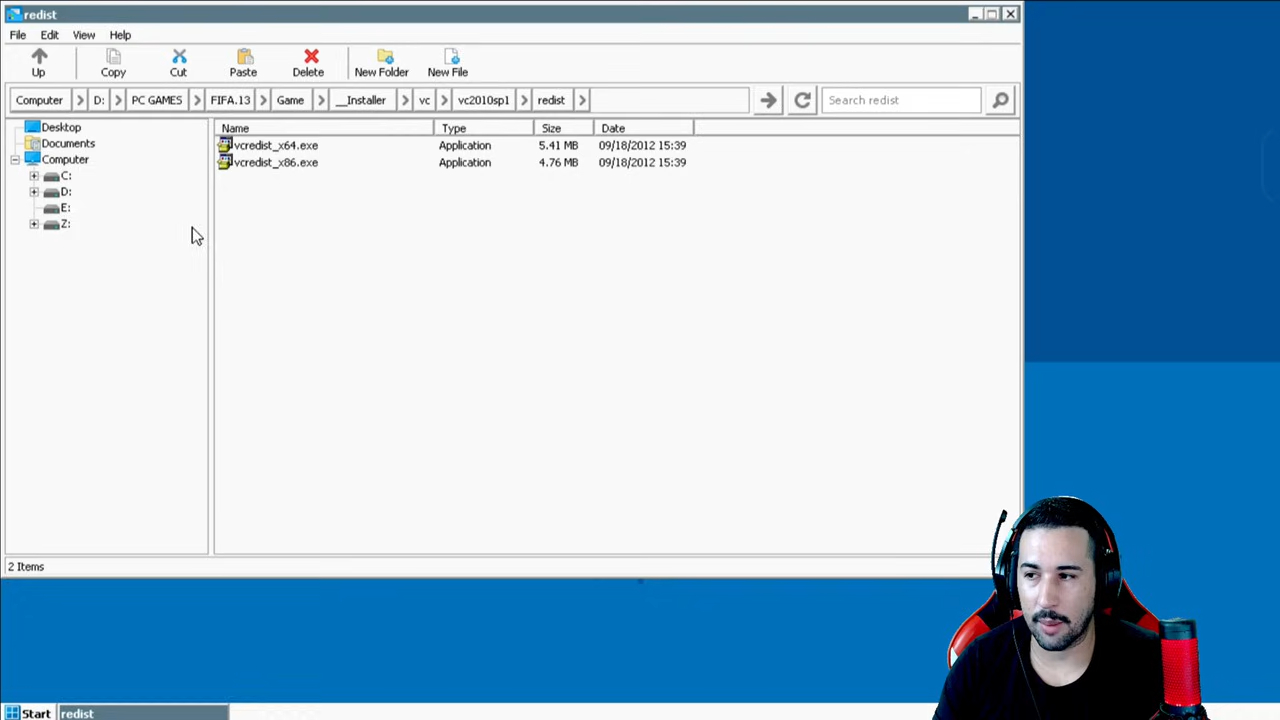 redist
File Edit View Help
Up Copy Cut Paste Delete New Folder New File
Computer D: PC GAMES FIFA.13 Game __Installer vc vc2010sp1 redist Search redist
Desktop
Documents
Computer
C:
D:
E:
Z:
Name Type Size Date
vcredist_x64.exe Application 5.41 MB 09/18/2012 15:39
vcredist_x86.exe Application 4.76 MB 09/18/2012 15:39
2 Items
Start redist